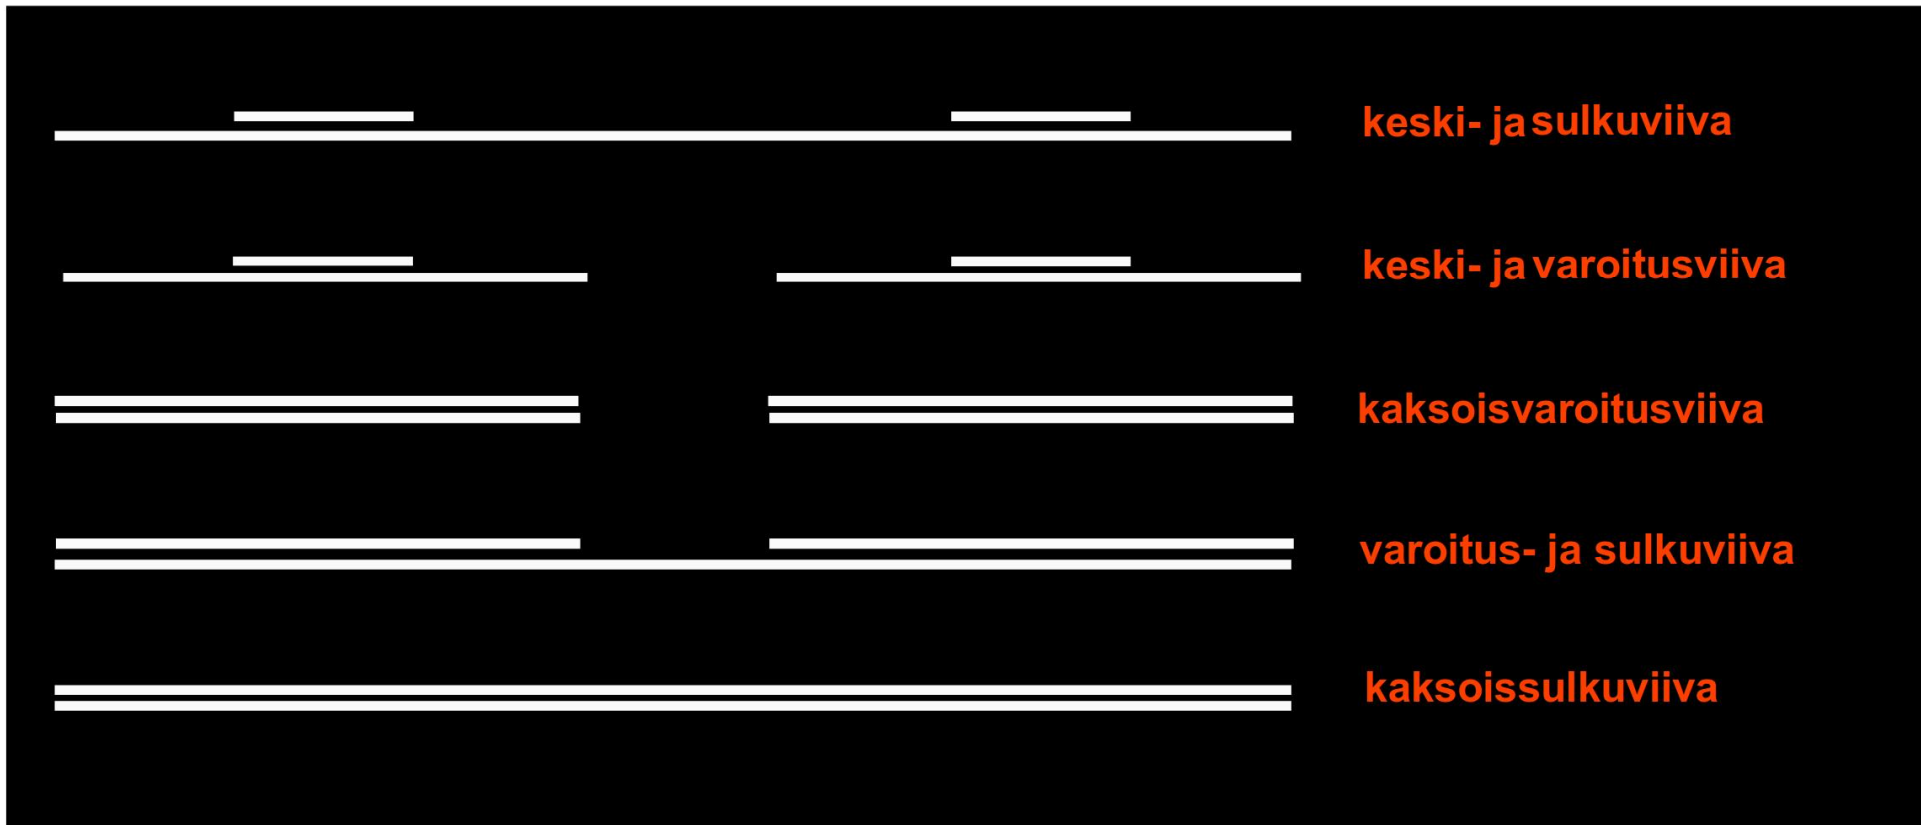 keski- ja sulkuviiva
keski- ja varoitusviiva
kaksoisvaroitusviiva
varoitus- ja sulkuviiva
kaksoissulkuviiva